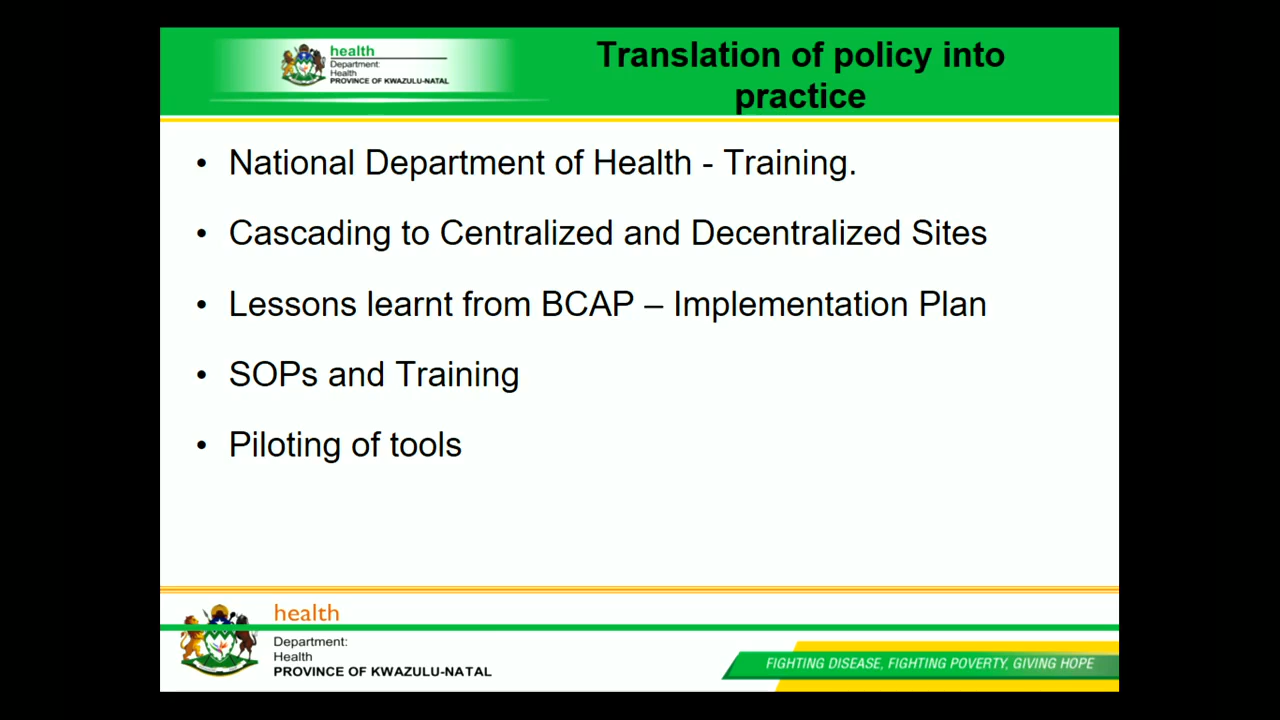 health
Department:
Health
PROVINCE OF KWAZULU-NATAL
Translation of policy into
practice
• National Department of Health - Training.
• Cascading to Centralized and Decentralized Sites
• Lessons learnt from BCAP – Implementation Plan
• SOPs and Training
• Piloting of tools
health
Department:
Health
PROVINCE OF KWAZULU-NATAL
FIGHTING DISEASE, FIGHTING POVERTY, GIVING HOPE